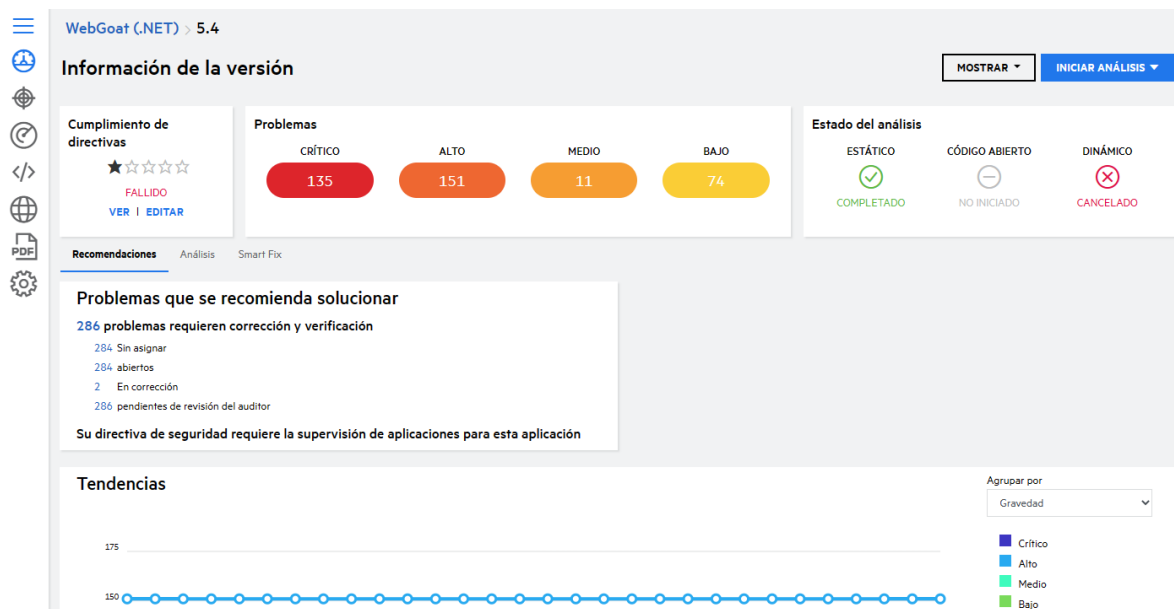 WebGoat (.NET) > 5.4
Información de la versión
MOSTRAR
INICIAR ANÁLISIS
Cumplimiento de
directivas
FALLIDO
VER | EDITAR
Problemas
CRÍTICO ALTO MEDIO BAJO
135 151 11 74
Estado del análisis
ESTÁTICO CÓDIGO ABIERTO DINÁMICO
COMPLETADO NO INICIADO CANCELADO
PDF
Recomendaciones Análisis Smart Fix
Problemas que se recomienda solucionar
286 problemas requieren corrección y verificación
284 Sin asignar
284 abiertos
2 En corrección
286 pendientes de revisión del auditor
Su directiva de seguridad requiere la supervisión de aplicaciones para esta aplicación
Tendencias
Agrupar por
Gravedad
175
150
Crítico
Alto
Medio
Bajo